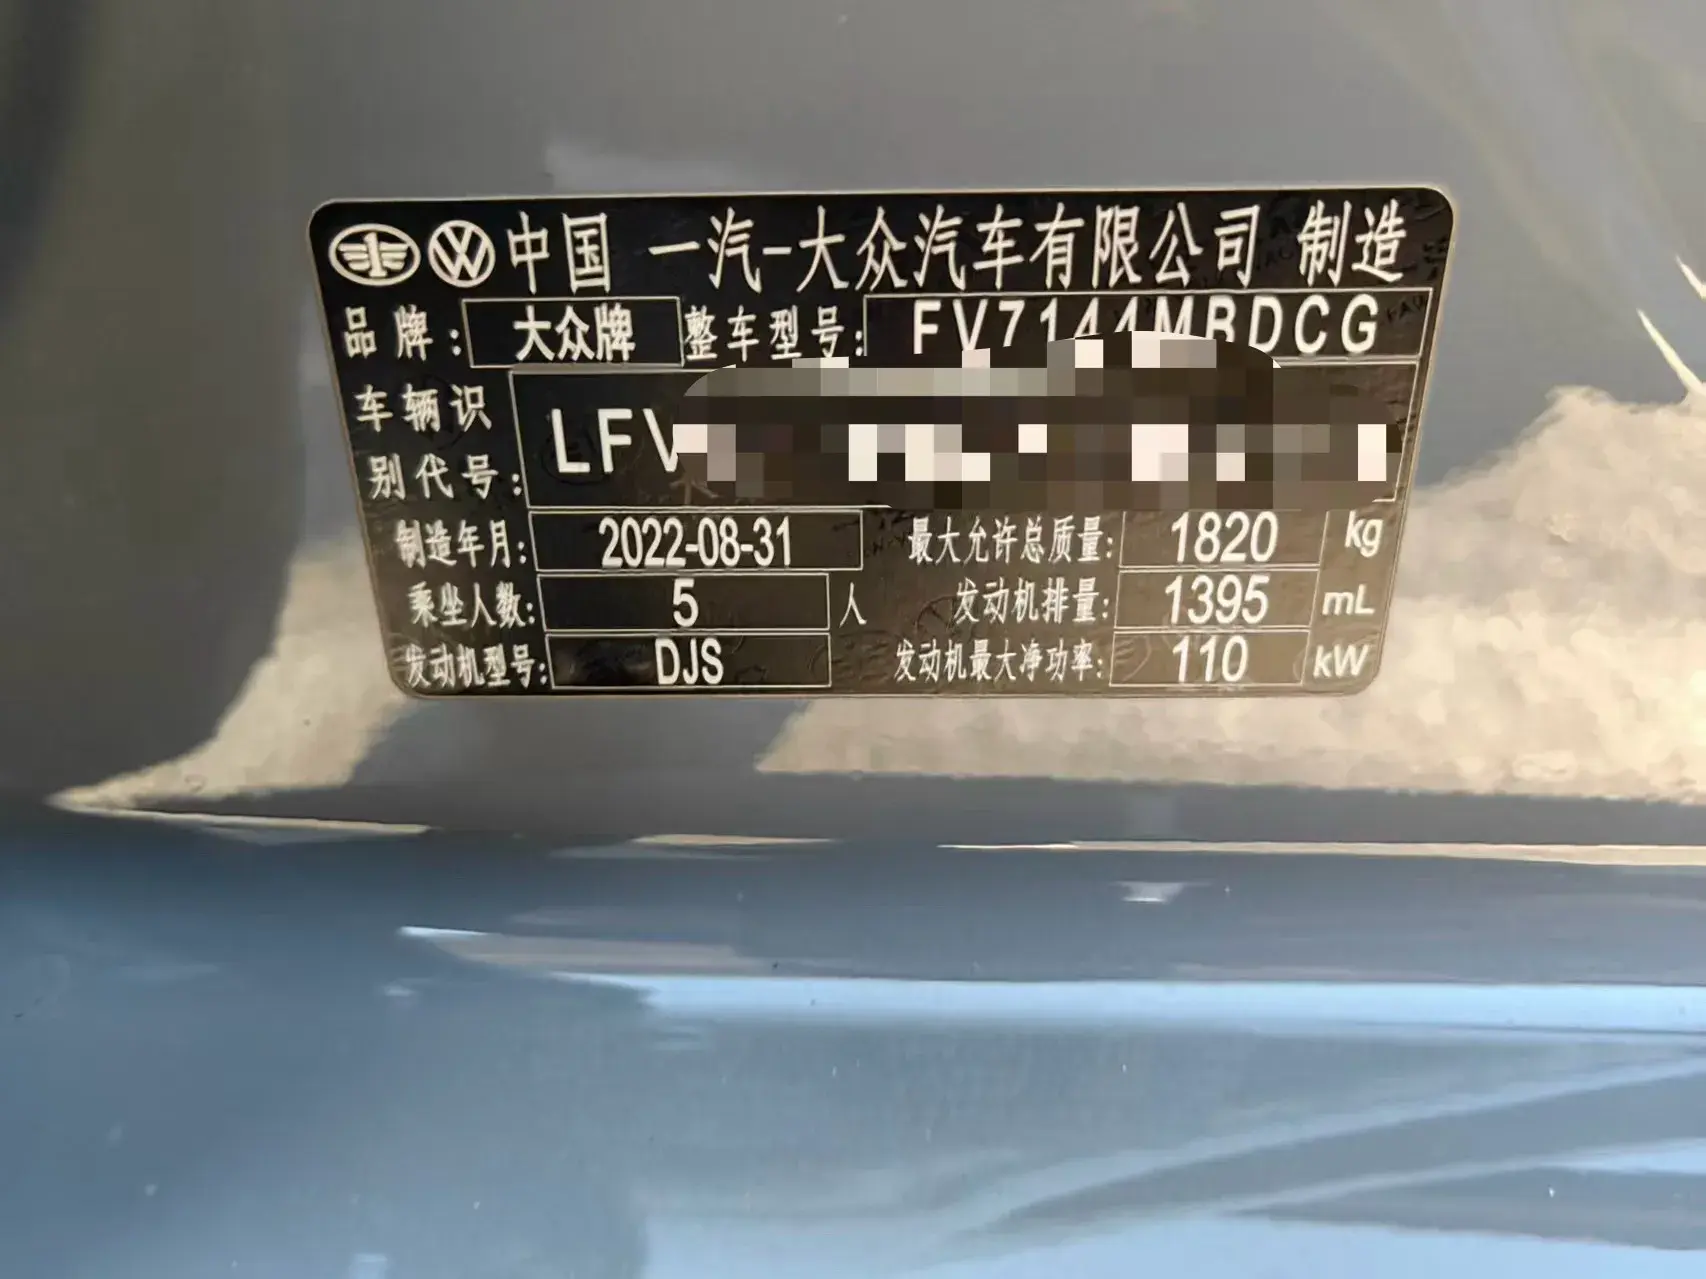 中国 一汽-大众汽车有限公司 制造
品牌: 大众牌 整车型号: FV7144MBDCG
车辆识别代号: LFV
制造年月: 2022-08-31 最大允许总质量: 1820 kg
乘坐人数: 5 人 发动机排量: 1395 mL
发动机型号: DJS 发动机最大净功率: 110 kW